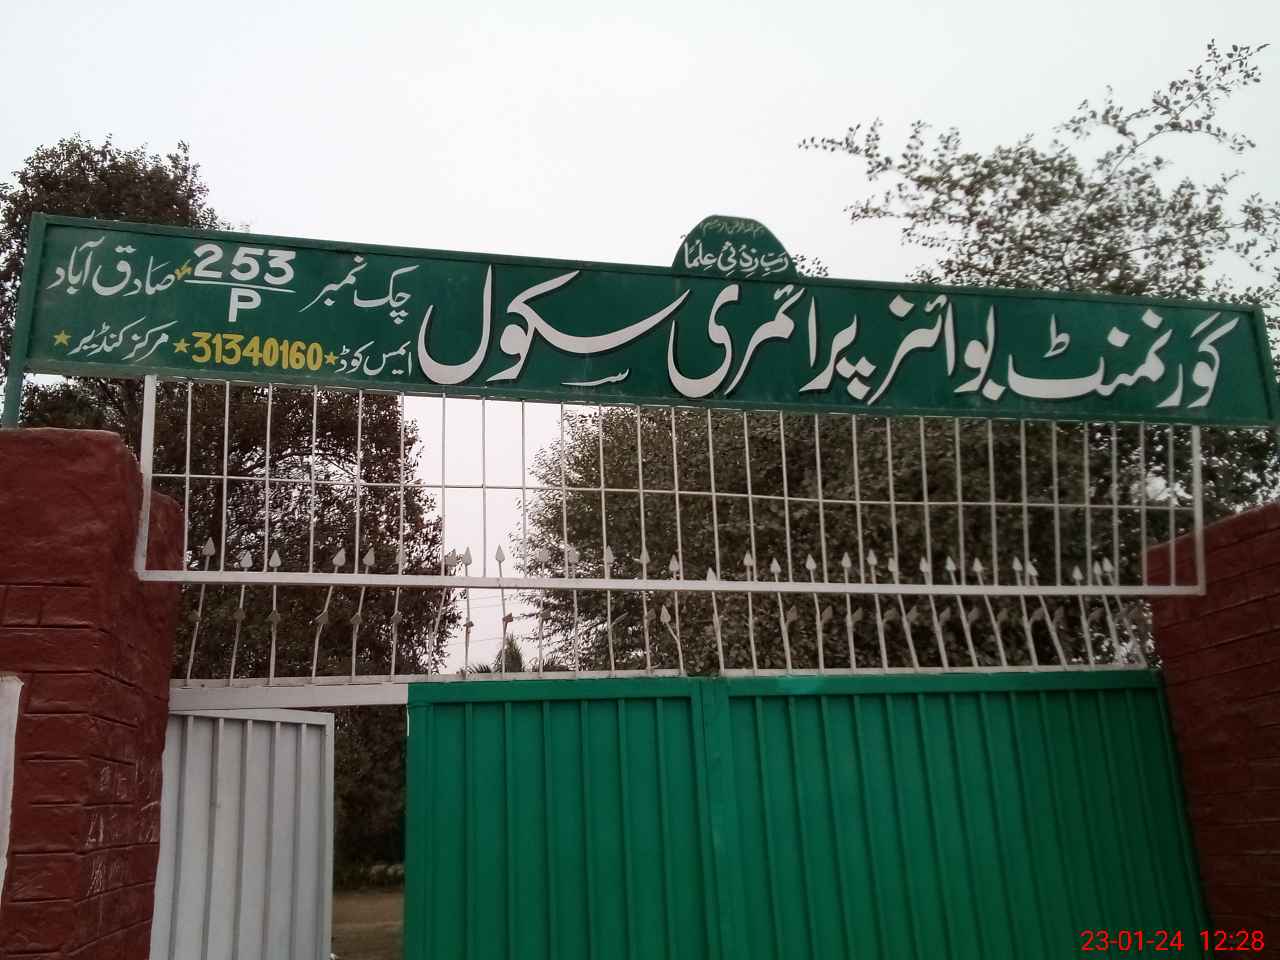 رب زدنی علما
گورنمنٹ بوائز پرائمری سکول
چک نمبر 253/P صادق آباد
ایمس کوڈ 31340160 مرکز کنڈیر
23-01-24 12:28